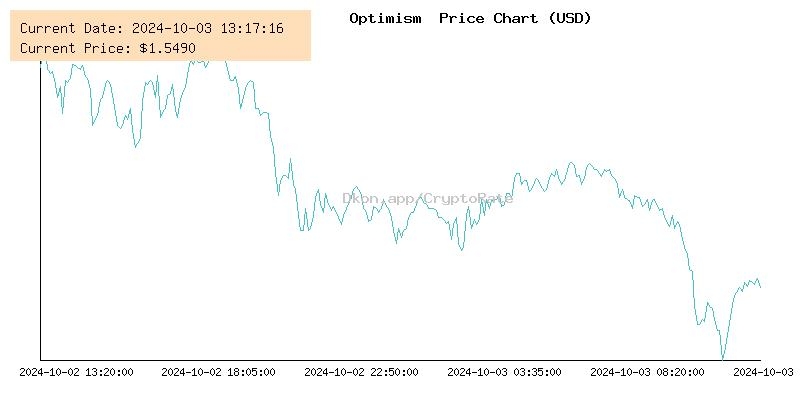 Optimism Price Chart (USD)
Current Date: 2024-10-03 13:17:16
Current Price: $1.5490
Dkon.app/CryptoRate
2024-10-02 13:20:00 2024-10-02 18:05:00 2024-10-02 22:50:00 2024-10-03 03:35:00 2024-10-03 08:20:00 2024-10-03